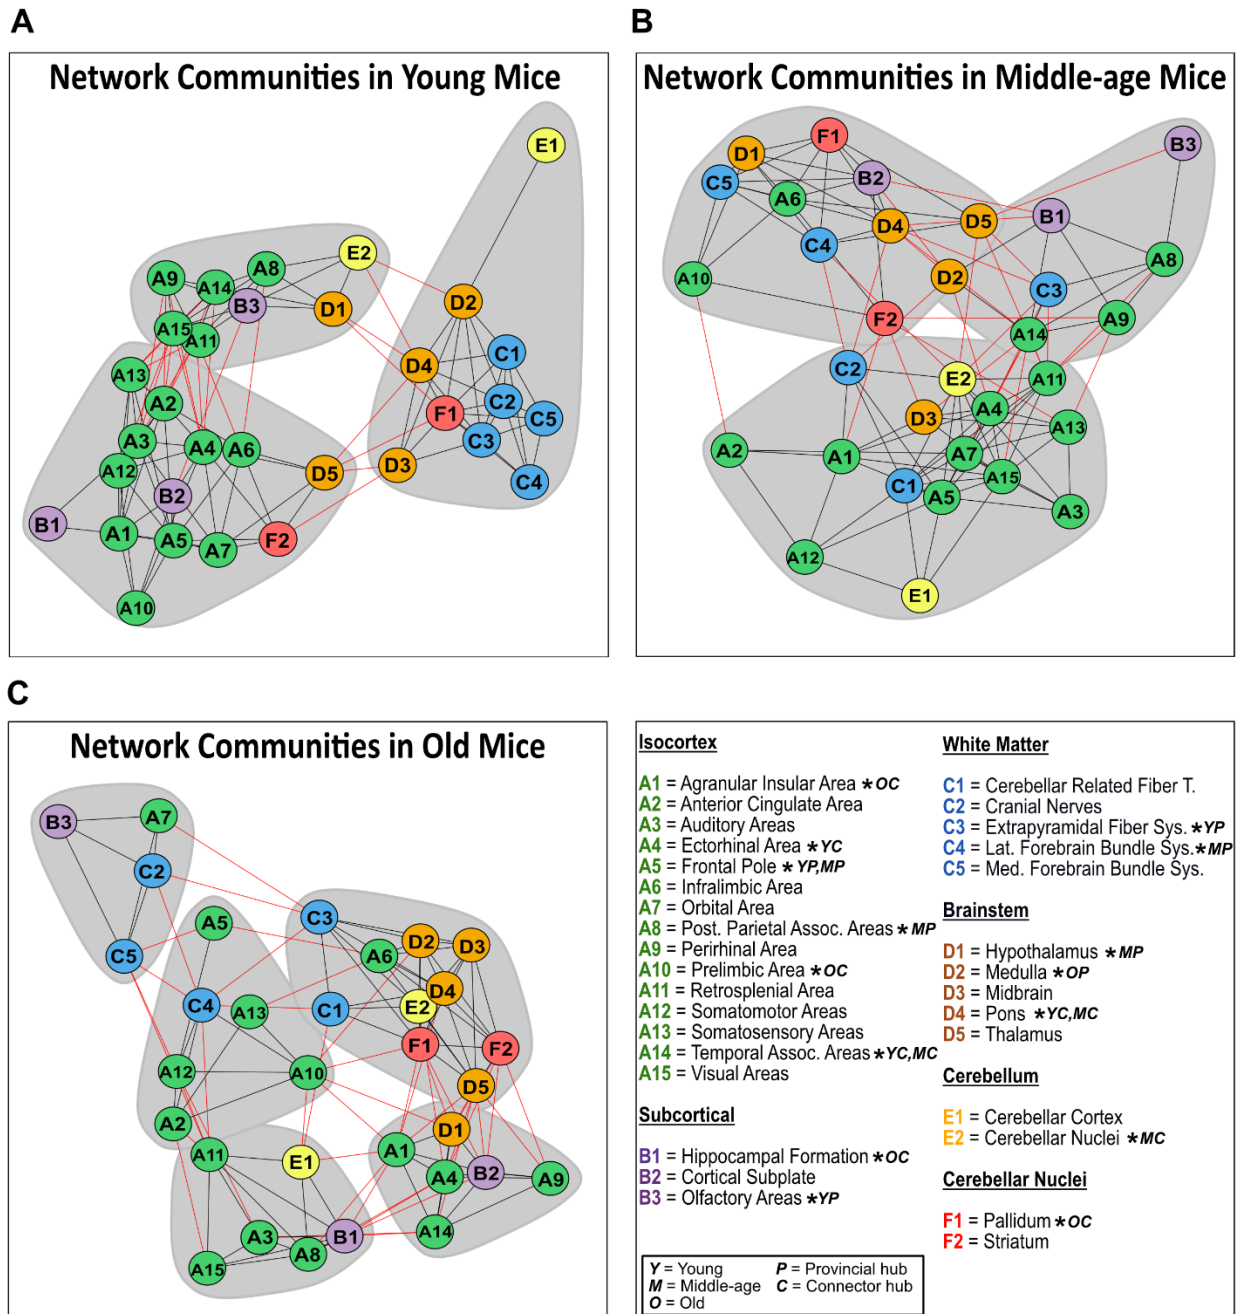 A
Network Communities in Young Mice
E1
E2
A8
A9
A14
B3
D1
D2
A15
A11
C1
D4
A13
A2
C2
F1
C5
A3
A4
A6
C3
A12
D5
D3
C4
B2
B1
A1
A5
A7
F2
A10
B
Network Communities in Middle-age Mice
F1
B3
D1
C5
B2
A6
D5
B1
D4
C4
A8
A10
D2
C3
F2
A9
A14
C2
E2
A11
D3
A4
A13
A2
A1
A7
C1
A5
A15
A3
A12
E1
C
Network Communities in Old Mice
B3
A7
C2
A5
C3
D2
D3
C5
A6
D4
C4
A13
C1
E2
F1
F2
A12
A10
D5
A2
D1
A11
E1
A1
A4
B2
A9
A3
B1
A14
A8
A15
Isocortex
A1 = Agranular Insular Area *OC
A2 = Anterior Cingulate Area
A3 = Auditory Areas
A4 = Ectorhinal Area *YC
A5 = Frontal Pole *YP,MP
A6 = Infralimbic Area
A7 = Orbital Area
A8 = Post. Parietal Assoc. Areas *MP
A9 = Perirhinal Area
A10 = Prelimbic Area *OC
A11 = Retrosplenial Area
A12 = Somatomotor Areas
A13 = Somatosensory Areas
A14 = Temporal Assoc. Areas *YC,MC
A15 = Visual Areas
Subcortical
B1 = Hippocampal Formation *OC
B2 = Cortical Subplate
B3 = Olfactory Areas *YP
Y = Young P = Provincial hub
M = Middle-age C = Connector hub
O = Old
White Matter
C1 = Cerebellar Related Fiber T.
C2 = Cranial Nerves
C3 = Extrapyramidal Fiber Sys. *YP
C4 = Lat. Forebrain Bundle Sys. *MP
C5 = Med. Forebrain Bundle Sys.
Brainstem
D1 = Hypothalamus *MP
D2 = Medulla *OP
D3 = Midbrain
D4 = Pons *YC,MC
D5 = Thalamus
Cerebellum
E1 = Cerebellar Cortex
E2 = Cerebellar Nuclei *MC
Cerebellar Nuclei
F1 = Pallidum *OC
F2 = Striatum